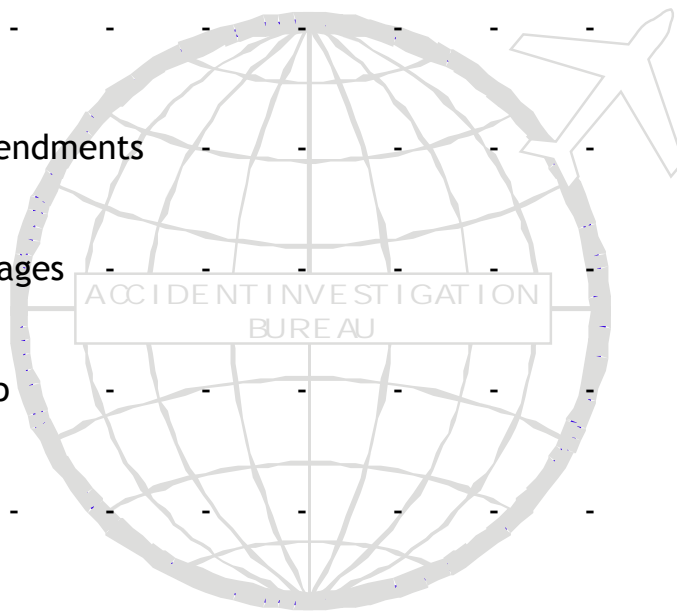 - - - - - - -
endments - - - - -
ages - - - - - -
ACCIDENT INVESTIGATION
BUREAU
- - - - - -
- - - - - - -